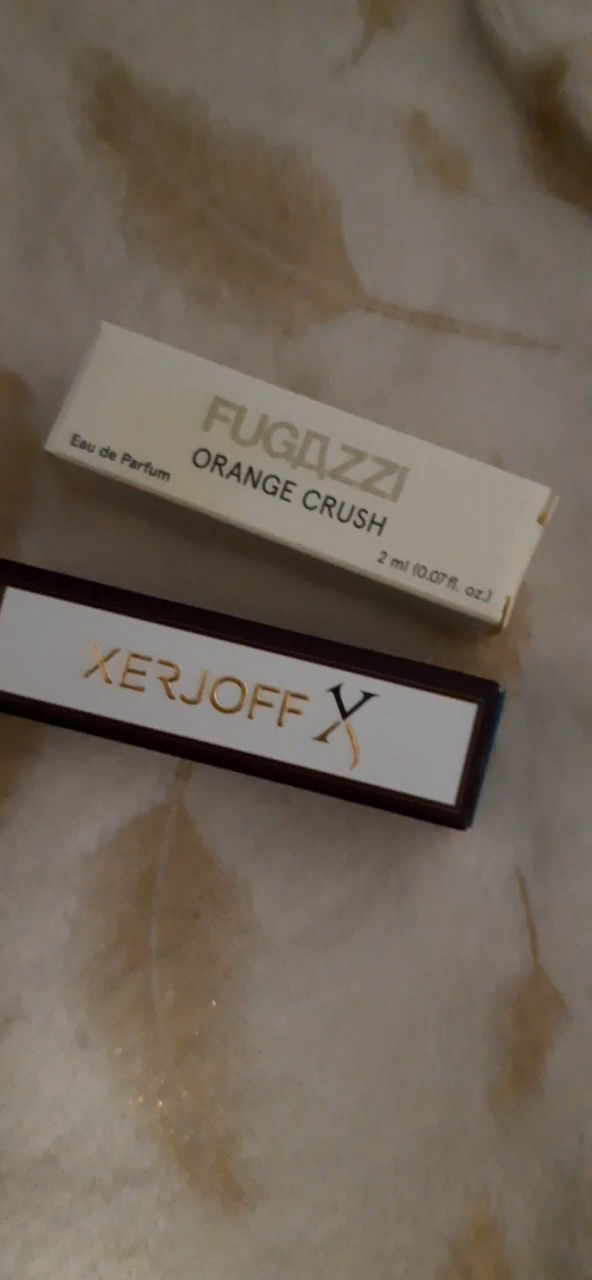 FUGAZZI
ORANGE CRUSH
Eau de Parfum
2 ml (0.07 fl. oz.)
XERJOFF X